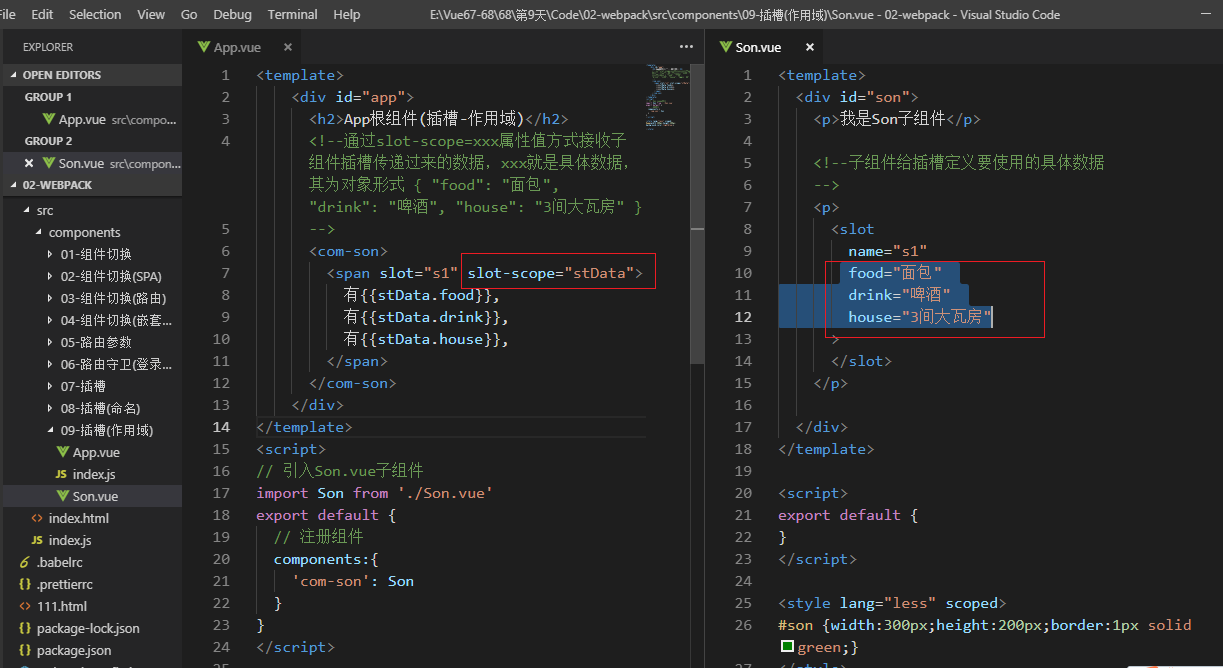 File Edit Selection View Go Debug Terminal Help E:\Vue67-68\68\第9天\Code\02-webpack\src\components\09-插槽(作用域)\Son.vue - 02-webpack - Visual Studio Code
EXPLORER
OPEN EDITORS
GROUP 1
App.vue src\compo...
GROUP 2
Son.vue src\compon...
02-WEBPACK
src
components
01-组件切换
02-组件切换(SPA)
03-组件切换(路由)
04-组件切换(嵌套...
05-路由参数
06-路由守卫(登录...
07-插槽
08-插槽(命名)
09-插槽(作用域)
App.vue
JS index.js
Son.vue
<> index.html
JS index.js
.babelrc
{} .prettierrc
<> 111.html
{} package-lock.json
{} package.json
App.vue ×
1 <template>
2 <div id="app">
3 <h2>App根组件(插槽-作用域)</h2>
4 <!--通过slot-scope=xxx属性值方式接收子
组件插槽传递过来的数据，xxx就是具体数据，
其为对象形式 { "food": "面包",
"drink": "啤酒", "house": "3间大瓦房" }
5 -->
6 <com-son>
7 <span slot="s1" slot-scope="stData">
8 有{{stData.food}},
9 有{{stData.drink}},
10 有{{stData.house}},
11 </span>
12 </com-son>
13 </div>
14 </template>
15 <script>
16 // 引入Son.vue子组件
17 import Son from './Son.vue'
18 export default {
19 // 注册组件
20 components:{
21 'com-son': Son
22 }
23 }
24 </script>
25
Son.vue ×
1 <template>
2 <div id="son">
3 <p>我是Son子组件</p>
4
5 <!--子组件给插槽定义要使用的具体数据
6 -->
7 <p>
8 <slot
9 name="s1"
10 food="面包"
11 drink="啤酒"
12 house="3间大瓦房"
13 >
14 </slot>
15 </p>
16
17 </div>
18 </template>
19
20 <script>
21 export default {
22 }
23 </script>
24
25 <style lang="less" scoped>
26 #son {width:300px;height:200px;border:1px solid
green;}
27 </style>